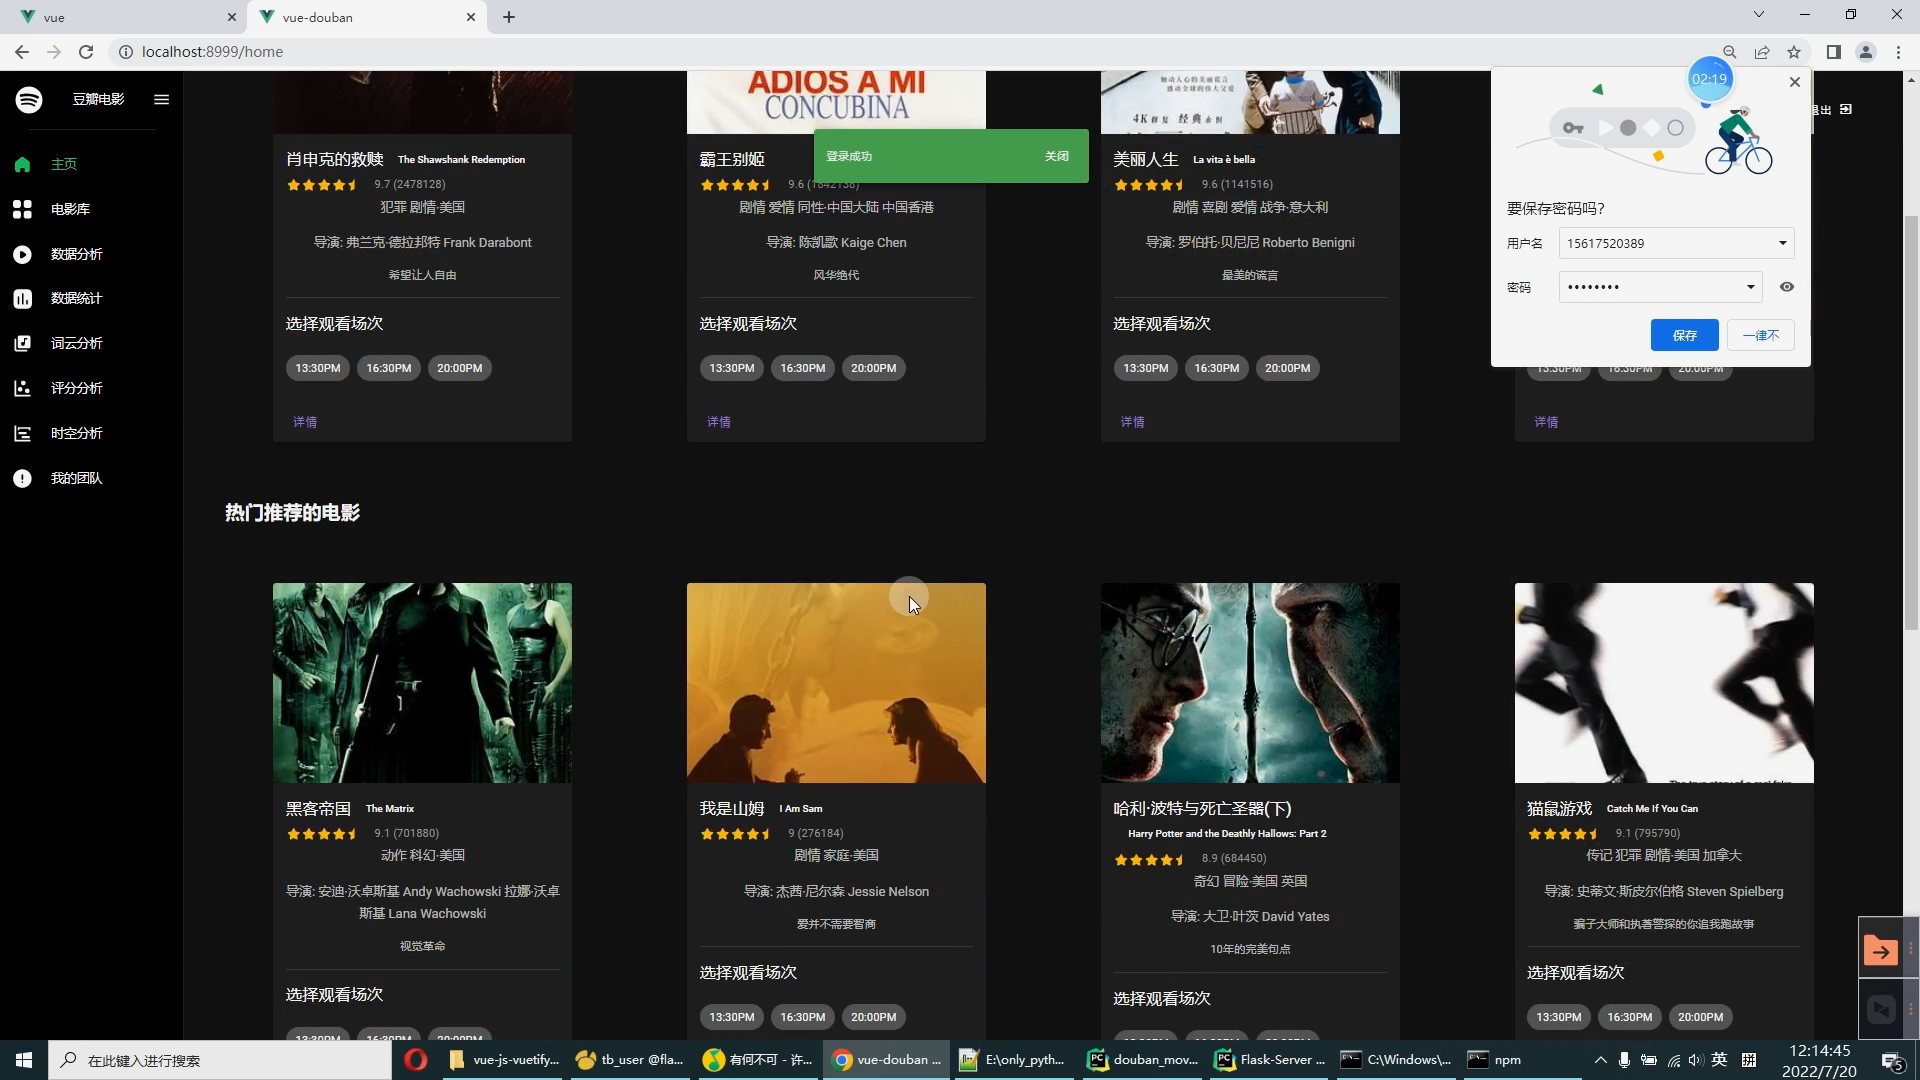 vue
vue-douban
localhost:8999/home
豆瓣电影
主页
电影库
数据分析
数据统计
词云分析
评分分析
时空分析
我的团队
ADIOS A MI
CONCUBINA
4K 修复 经典永恒
登录成功 关闭
02:19
退出
要保存密码吗?
用户名 15617520389
密码 ••••••••
保存 一律不
肖申克的救赎 The Shawshank Redemption
9.7 (2478128)
犯罪 剧情·美国
导演: 弗兰克·德拉邦特 Frank Darabont
希望让人自由
选择观看场次
13:30PM 16:30PM 20:00PM
详情
霸王别姬
9.6 (1842138)
剧情 爱情 同性·中国大陆 中国香港
导演: 陈凯歌 Kaige Chen
风华绝代
选择观看场次
13:30PM 16:30PM 20:00PM
详情
美丽人生 La vita è bella
9.6 (1141516)
剧情 喜剧 爱情 战争·意大利
导演: 罗伯托·贝尼尼 Roberto Benigni
最美的谎言
选择观看场次
13:30PM 16:30PM 20:00PM
详情
13:30PM 16:30PM 20:00PM
详情
热门推荐的电影
黑客帝国 The Matrix
9.1 (701880)
动作 科幻·美国
导演: 安迪·沃卓斯基 Andy Wachowski 拉娜·沃卓
斯基 Lana Wachowski
视觉革命
选择观看场次
13:30PM 16:30PM 20:00PM
我是山姆 I Am Sam
9 (276184)
剧情 家庭·美国
导演: 杰茜·尼尔森 Jessie Nelson
爱并不需要智商
选择观看场次
13:30PM 16:30PM 20:00PM
哈利·波特与死亡圣器(下)
Harry Potter and the Deathly Hallows: Part 2
8.9 (684450)
奇幻 冒险·美国 英国
导演: 大卫·叶茨 David Yates
10年的完美句点
选择观看场次
猫鼠游戏 Catch Me If You Can
9.1 (795790)
传记 犯罪 剧情·美国 加拿大
导演: 史蒂文·斯皮尔伯格 Steven Spielberg
骗子大师和执著警探的你追我跑故事
选择观看场次
13:30PM 16:30PM 20:00PM
在此键入进行搜索
vue-js-vuetify...
tb_user @fla...
有何不可 - 许...
vue-douban ...
E:\only_pyth...
douban_mov...
Flask-Server ...
C:\Windows\...
npm
英
12:14:45
2022/7/20
5